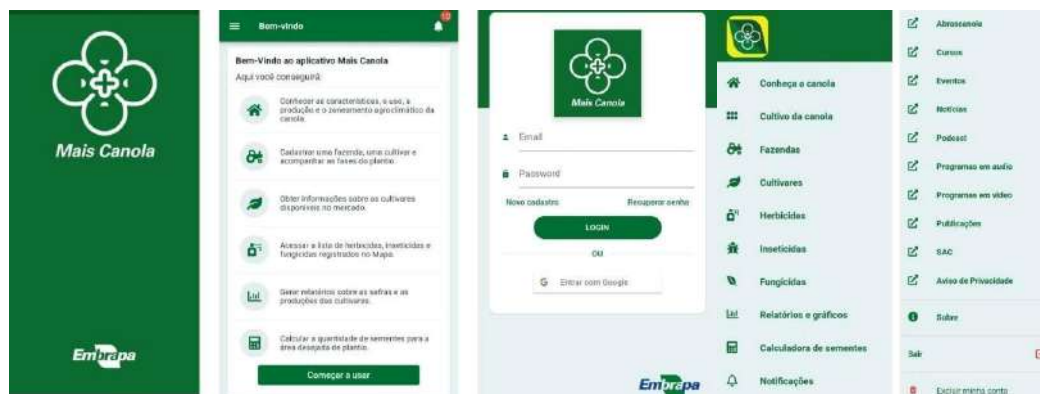 Mais Canola
Embrapa
Bem-vindo
10
Bem-Vindo ao aplicativo Mais Canola
Aqui você conseguirá:
Conhecer as características, o uso, a
produção e o zoneamento agroclimático da
canola.
Cadastrar uma fazenda, uma cultivar e
acompanhar as fases do plantio.
Obter informações sobre as cultivares
disponíveis no mercado.
Acessar a lista de herbicidas, inseticidas e
fungicidas registrados no Mapa.
Gerar relatórios sobre as safras e as
produções das cultivares.
Calcular a quantidade de sementes para a
área desejada de plantio.
Começar a usar
Mais Canola
Email
Password
Novo cadastro
Recuperar senha
LOGIN
OU
G Entrar com Google
Embrapa
Conheça a canola
Cultivo da canola
Fazendas
Cultivares
Herbicidas
Inseticidas
Fungicidas
Relatórios e gráficos
Calculadora de sementes
Notificações
Abrascanola
Cursos
Eventos
Notícias
Podcast
Programas em audio
Programas em vídeo
Publicações
SAC
Aviso de Privacidade
Sobre
Sair
Excluir minha conta